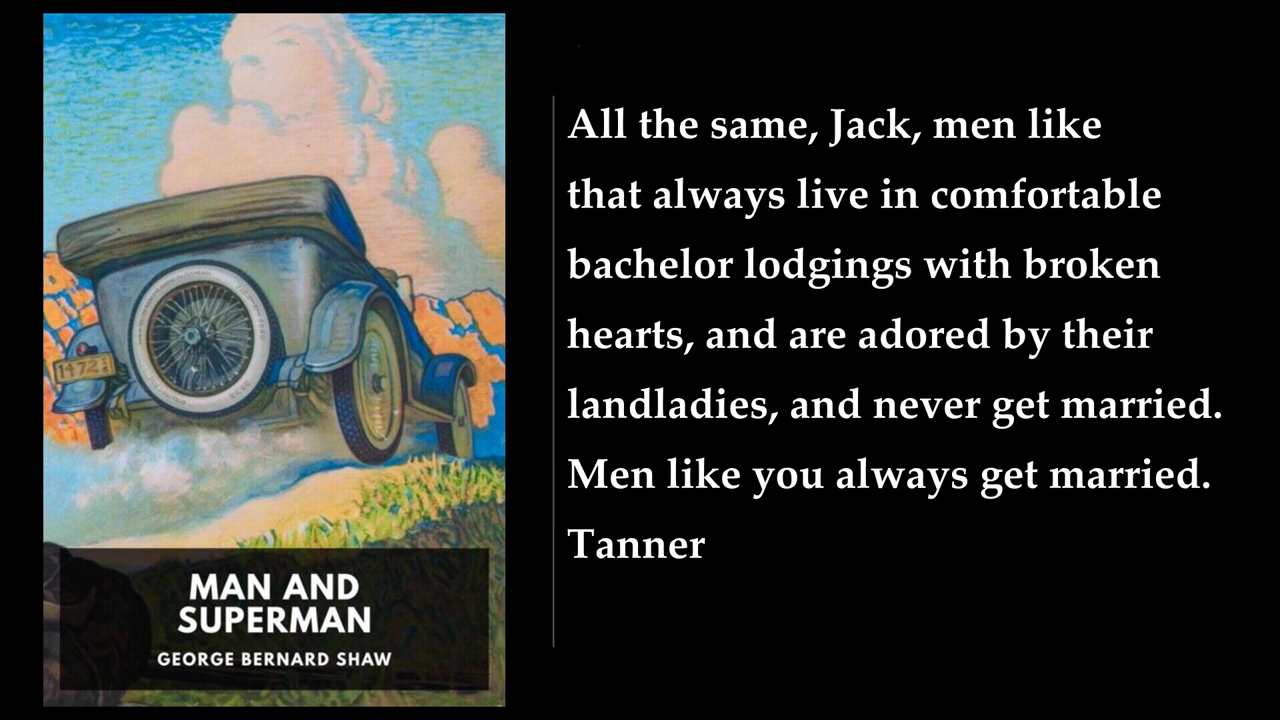 1472
MAN AND
SUPERMAN
GEORGE BERNARD SHAW
All the same, Jack, men like
that always live in comfortable
bachelor lodgings with broken
hearts, and are adored by their
landladies, and never get married.
Men like you always get married.
Tanner